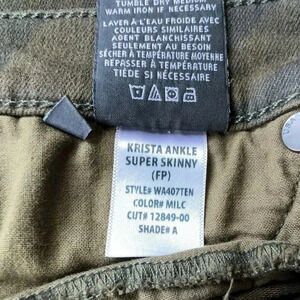 TUMBLE DRY MEDIUM
WARM IRON IF NECESSARY
LAVER À L'EAU FROIDE AVEC
COULEURS SIMILAIRES
AGENT BLANCHISSANT
SEULEMENT AU BESOIN
SÉCHER À TEMPÉRATURE MOYENNE
REPASSER À TEMPÉRATURE
TIÈDE SI NÉCESSAIRE
KRISTA ANKLE
SUPER SKINNY
(FP)
STYLE# WA407TEN
COLOR# MILC
CUT# 12849-00
SHADE# A